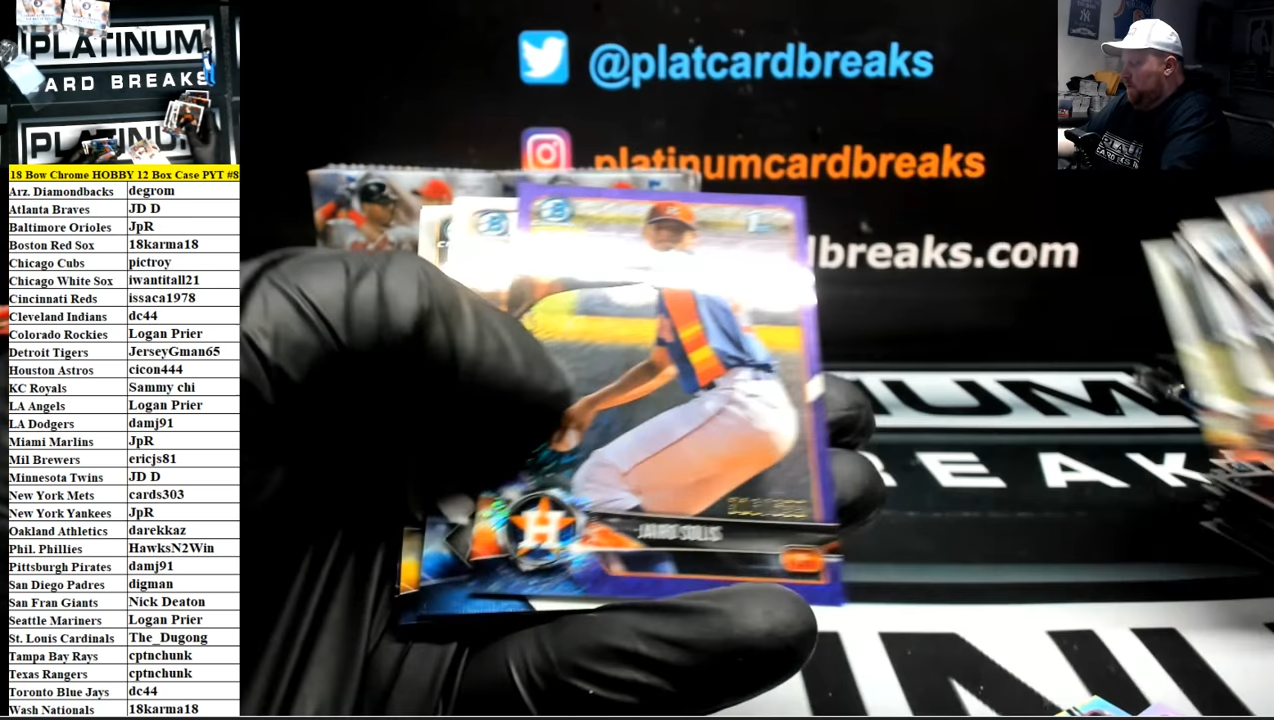 PLATINUM
CARD BREAKS
PLATINU
18 Bow Chrome HOBBY 12 Box Case PYT #8
Arz. Diamondbacks degrom
Atlanta Braves JD D
Baltimore Orioles JpR
Boston Red Sox 18karma18
Chicago Cubs pictroy
Chicago White Sox iwantitall21
Cincinnati Reds issaca1978
Cleveland Indians dc44
Colorado Rockies Logan Prier
Detroit Tigers JerseyGman65
Houston Astros cicon444
KC Royals Sammy chi
LA Angels Logan Prier
LA Dodgers damj91
Miami Marlins JpR
Mil Brewers ericjs81
Minnesota Twins JD D
New York Mets cards303
New York Yankees JpR
Oakland Athletics darekkaz
Phil. Phillies HawksN2Win
Pittsburgh Pirates damj91
San Diego Padres digman
San Fran Giants Nick Deaton
Seattle Mariners Logan Prier
St. Louis Cardinals The_Dugong
Tampa Bay Rays cptnchunk
Texas Rangers cptnchunk
Toronto Blue Jays dc44
Wash Nationals 18karma18
@platcardbreaks
platinumcardbreaks
rdbreaks.com
B
B
1st
H
JAIRO SOLIS
NUM
BREAK